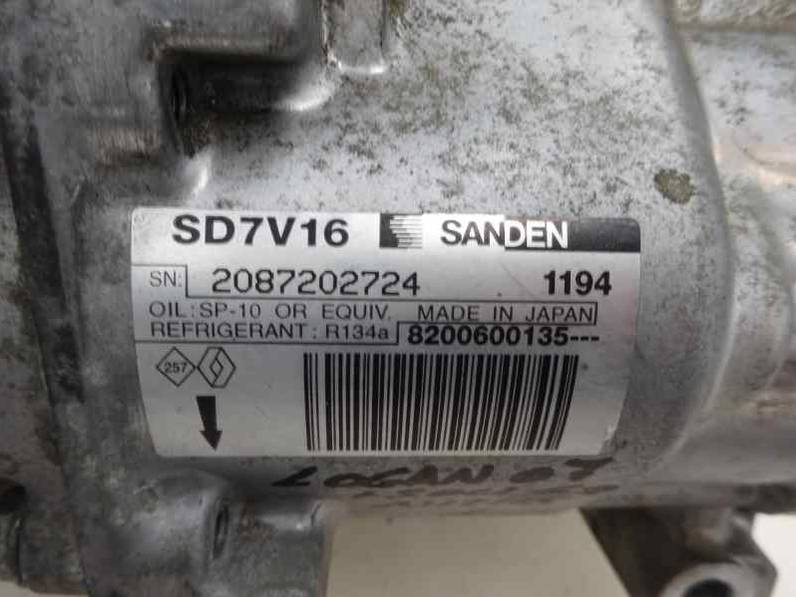 SD7V16 SANDEN
SN: 2087202724 1194
OIL:SP-10 OR EQUIV. MADE IN JAPAN
REFRIGERANT: R134a 8200600135---
257
LOGAN 07